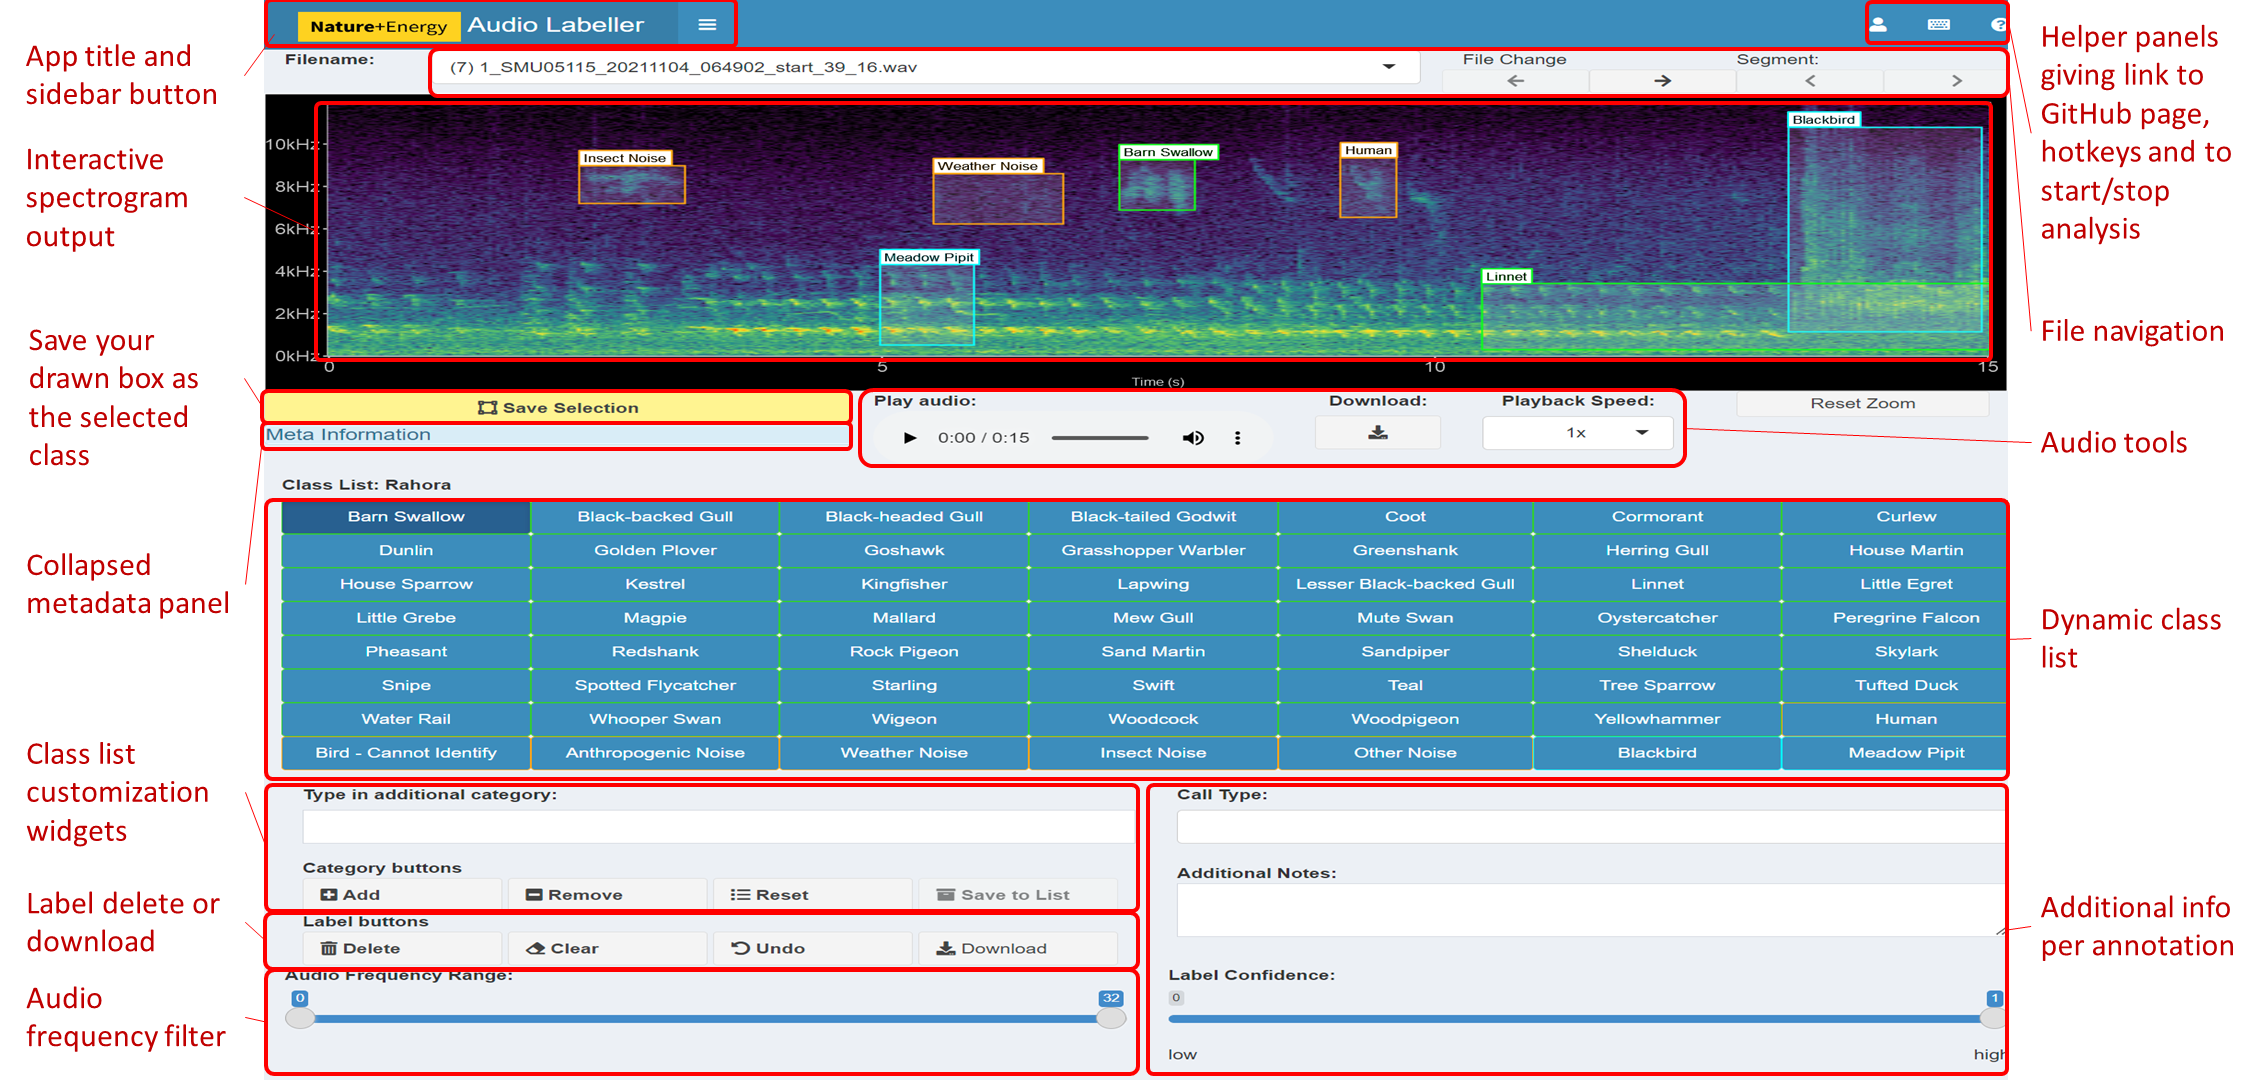 Nature+Energy Audio Labeller
App title and
sidebar button
Interactive
spectrogram
output
Save your
drawn box as
the selected
class
Collapsed
metadata panel
Class list
customization
widgets
Label delete or
download
Audio
frequency filter
Filename:
(7) 1_SMU05115_20211104_064902_start_39_16.wav
File Change
Segment:
10kHz
8kHz
6kHz
4kHz
2kHz
0kHz
Insect Noise
Weather Noise
Barn Swallow
Human
Blackbird
Meadow Pipit
Linnet
0 5 10 15
Time (s)
Save Selection
Meta Information
Play audio:
0:00 / 0:15
Download:
Playback Speed:
1x
Reset Zoom
Class List: Rahora
Barn Swallow Black-backed Gull Black-headed Gull Black-tailed Godwit Coot Cormorant Curlew
Dunlin Golden Plover Goshawk Grasshopper Warbler Greenshank Herring Gull House Martin
House Sparrow Kestrel Kingfisher Lapwing Lesser Black-backed Gull Linnet Little Egret
Little Grebe Magpie Mallard Mew Gull Mute Swan Oystercatcher Peregrine Falcon
Pheasant Redshank Rock Pigeon Sand Martin Sandpiper Shelduck Skylark
Snipe Spotted Flycatcher Starling Swift Teal Tree Sparrow Tufted Duck
Water Rail Whooper Swan Wigeon Woodcock Woodpigeon Yellowhammer Human
Bird - Cannot Identify Anthropogenic Noise Weather Noise Insect Noise Other Noise Blackbird Meadow Pipit
Type in additional category:
Category buttons
Add Remove Reset Save to List
Label buttons
Delete Clear Undo Download
Audio Frequency Range:
0 32
Call Type:
Additional Notes:
Label Confidence:
0 1
low high
Helper panels
giving link to
GitHub page,
hotkeys and to
start/stop
analysis
File navigation
Audio tools
Dynamic class
list
Additional info
per annotation